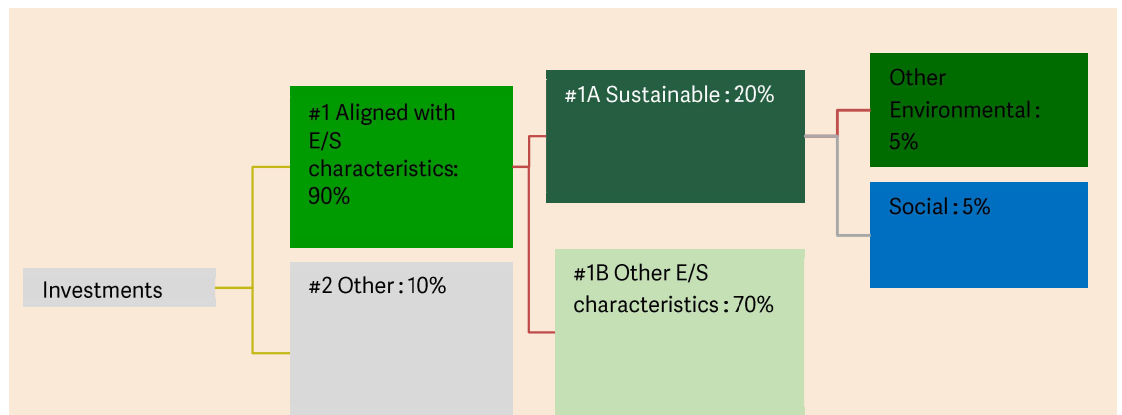 Investments
#1 Aligned with
E/S
characteristics:
90%
#2 Other : 10%
#1A Sustainable : 20%
#1B Other E/S
characteristics : 70%
Other
Environmental :
5%
Social : 5%